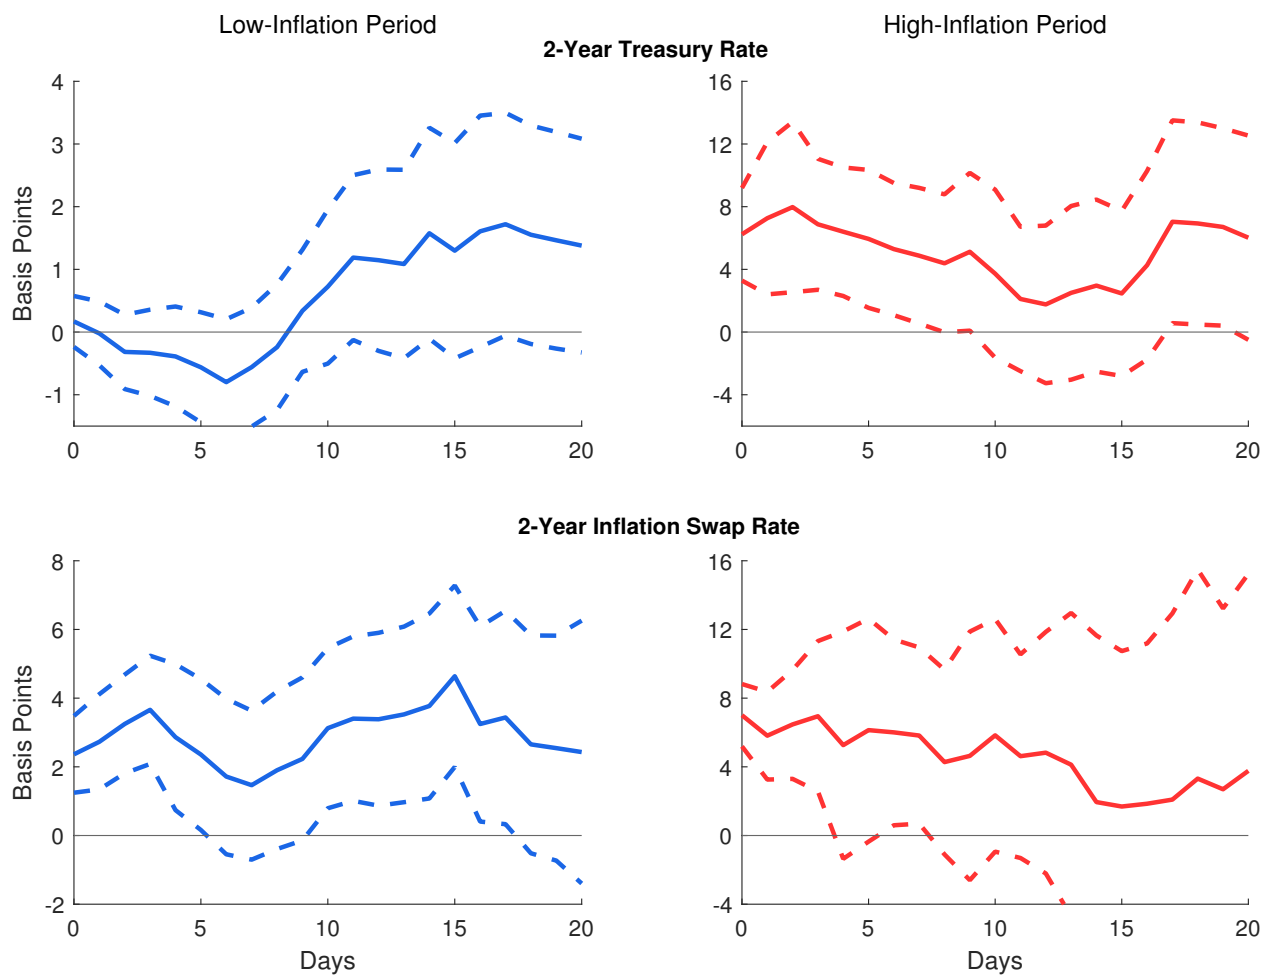 Low-Inflation Period
High-Inflation Period
2-Year Treasury Rate
Basis Points
4
3
2
1
0
-1
0 5 10 15 20
16
12
8
4
0
-4
0 5 10 15 20
2-Year Inflation Swap Rate
Basis Points
8
6
4
2
0
-2
0 5 10 15 20
Days
16
12
8
4
0
-4
0 5 10 15 20
Days